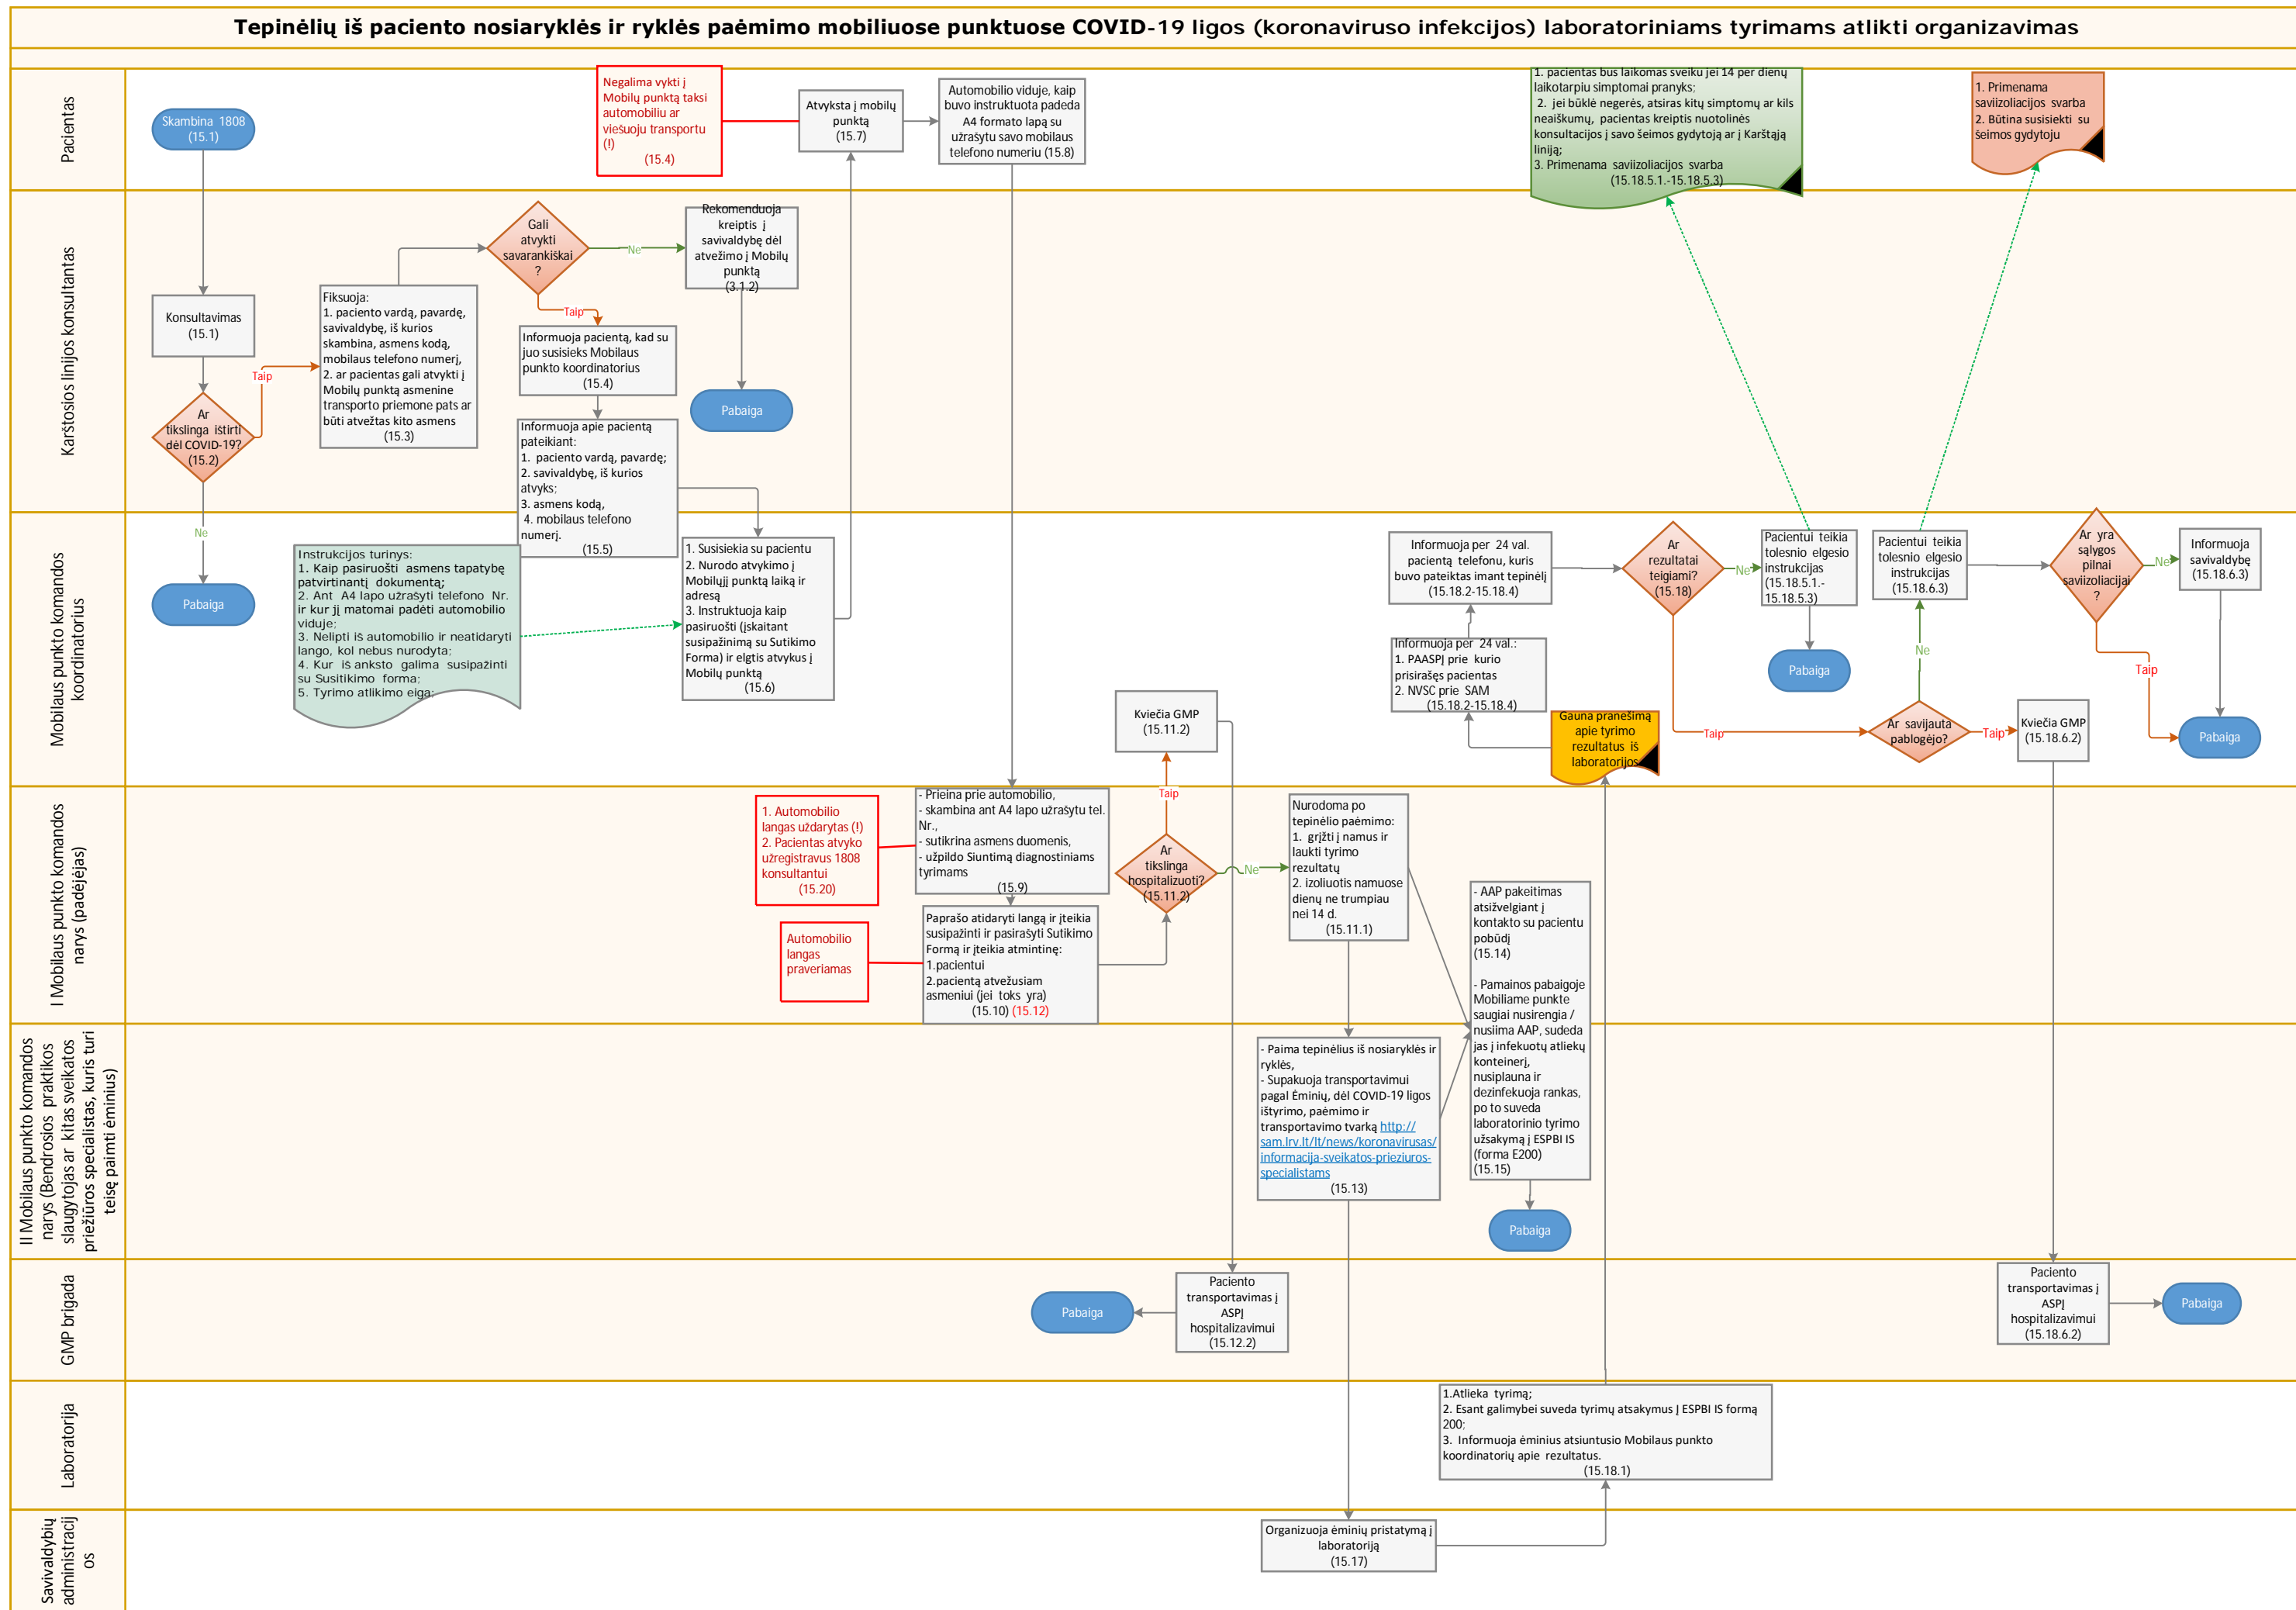 Tepinėlių iš paciento nosiaryklės ir ryklės paėmimo mobiliuose punktuose COVID-19 ligos (koronaviruso infekcijos) laboratoriniams tyrimams atlikti organizavimas
Pacientas
Skambina 1808
(15.1)
Negalima vykti į
Mobilų punktą taksi
automobiliu ar
viešuoju transportu
(!)
(15.4)
Atvyksta į mobilų
punktą
(15.7)
Automobilio viduje, kaip
buvo instruktuota padeda
A4 formato lapą su
užrašytu savo mobilaus
telefono numeriu (15.8)
1. pacientas bus laikomas sveiku jei 14 per dienų
laikotarpiu simptomai pranyks;
2. jei būklė negerės, atsiras kitų simptomų ar kils
neaiškumų, pacientas kreiptis nuotolinės
konsultacijos į savo šeimos gydytoją ar į Karštąją
liniją;
3. Primenama saviizoliacijos svarba
(15.18.5.1.-15.18.5.3)
1. Primenama
saviizoliacijos svarba
2. Būtina susisiekti su
šeimos gydytoju
Karštosios linijos konsultantas
Konsultavimas
(15.1)
Ar
tikslinga ištirti
dėl COVID-19?
(15.2)
Taip
Ne
Pabaiga
Fiksuoja:
1. paciento vardą, pavardę,
savivaldybę, iš kurios
skambina, asmens kodą,
mobilaus telefono numerį,
2. ar pacientas gali atvykti į
Mobilų punktą asmenine
transporto priemone pats ar
būti atvežtas kito asmens
(15.3)
Gali
atvykti
savarankiškai
?
Ne
Taip
Rekomenduoja
kreiptis į
savivaldybę dėl
atvežimo į Mobilų
punktą
(3.1.2)
Pabaiga
Informuoja pacientą, kad su
juo susisieks Mobilaus
punkto koordinatorius
(15.4)
Informuoja apie pacientą
pateikiant:
1. paciento vardą, pavardę;
2. savivaldybę, iš kurios
atvyks;
3. asmens kodą,
4. mobilaus telefono
numerį.
(15.5)
Mobilaus punkto komandos
koordinatorius
Instrukcijos turinys:
1. Kaip pasiruošti asmens tapatybę
patvirtinantį dokumentą;
2. Ant A4 lapo užrašyti telefono Nr.
ir kur jį matomai padėti automobilio
viduje;
3. Nelipti iš automobilio ir neatidaryti
lango, kol nebus nurodyta;
4. Kur iš anksto galima susipažinti
su Susitikimo forma;
5. Tyrimo atlikimo eiga;
1. Susisiekia su pacientu
2. Nurodo atvykimo į
Mobilųjį punktą laiką ir
adresą
3. Instruktuoja kaip
pasiruošti (įskaitant
susipažinimą su Sutikimo
Forma) ir elgtis atvykus į
Mobilų punktą
(15.6)
Kviečia GMP
(15.11.2)
Informuoja per 24 val.
pacientą telefonu, kuris
buvo pateiktas imant tepinėlį
(15.18.2-15.18.4)
Informuoja per 24 val.:
1. PAASPĮ prie kurio
prisirašęs pacientas
2. NVSC prie SAM
(15.18.2-15.18.4)
Gauna pranešimą
apie tyrimo
rezultatus iš
laboratorijos
Ar
rezultatai
teigiami?
(15.18)
Ne
Taip
Pacientui teikia
tolesnio elgesio
instrukcijas
(15.18.5.1.-
15.18.5.3)
Pabaiga
Pacientui teikia
tolesnio elgesio
instrukcijas
(15.18.6.3)
Ne
Ar savijauta
pablogėjo?
Taip
Kviečia GMP
(15.18.6.2)
Ar yra
sąlygos
pilnai
saviizoliacijai
?
Ne
Taip
Informuoja
savivaldybę
(15.18.6.3)
Pabaiga
I Mobilaus punkto komandos
narys (padėjėjas)
1. Automobilio
langas uždarytas (!)
2. Pacientas atvyko
užregistravus 1808
konsultantui
(15.20)
- Prieina prie automobilio,
- skambina ant A4 lapo užrašytu tel.
Nr.,
- sutikrina asmens duomenis,
- užpildo Siuntimą diagnostiniams
tyrimams
(15.9)
Automobilio
langas
praveriamas
Paprašo atidaryti langą ir įteikia
susipažinti ir pasirašyti Sutikimo
Formą ir įteikia atmintinę:
1.pacientui
2.pacientą atvežusiam
asmeniui (jei toks yra)
(15.10) (15.12)
Taip
Ar
tikslinga
hospitalizuoti?
(15.11.2)
Ne
Nurodoma po
tepinėlio paėmimo:
1. grįžti į namus ir
laukti tyrimo
rezultatų
2. izoliuotis namuose
dienų ne trumpiau
nei 14 d.
(15.11.1)
- AAP pakeitimas
atsižvelgiant į
kontakto su pacientu
pobūdį
(15.14)
- Pamainos pabaigoje
Mobiliame punkte
saugiai nusirengia /
nusiima AAP, sudeda
jas į infekuotų atliekų
konteinerį,
nusiplauna ir
dezinfekuoja rankas,
po to suveda
laboratorinio tyrimo
užsakymą į ESPBI IS
(forma E200)
(15.15)
Pabaiga
II Mobilaus punkto komandos
narys (Bendrosios praktikos
slaugytojas ar kitas sveikatos
priežiūros specialistas, kuris turi
teisę paimti ėminius)
- Paima tepinėlius iš nosiaryklės ir
ryklės,
- Supakuoja transportavimui
pagal Ėminių, dėl COVID-19 ligos
ištyrimo, paėmimo ir
transportavimo tvarką http://
sam.lrv.lt/lt/news/koronavirusas/
informacija-sveikatos-prieziuros-
specialistams
(15.13)
GMP brigada
Pabaiga
Paciento
transportavimas į
ASPĮ
hospitalizavimui
(15.12.2)
Paciento
transportavimas į
ASPĮ
hospitalizavimui
(15.18.6.2)
Pabaiga
Laboratorija
1.Atlieka tyrimą;
2. Esant galimybei suveda tyrimų atsakymus Į ESPBI IS formą
200;
3. Informuoja ėminius atsiuntusio Mobilaus punkto
koordinatorių apie rezultatus.
(15.18.1)
Savivaldybių
administracij
os
Organizuoja ėminių pristatymą į
laboratoriją
(15.17)